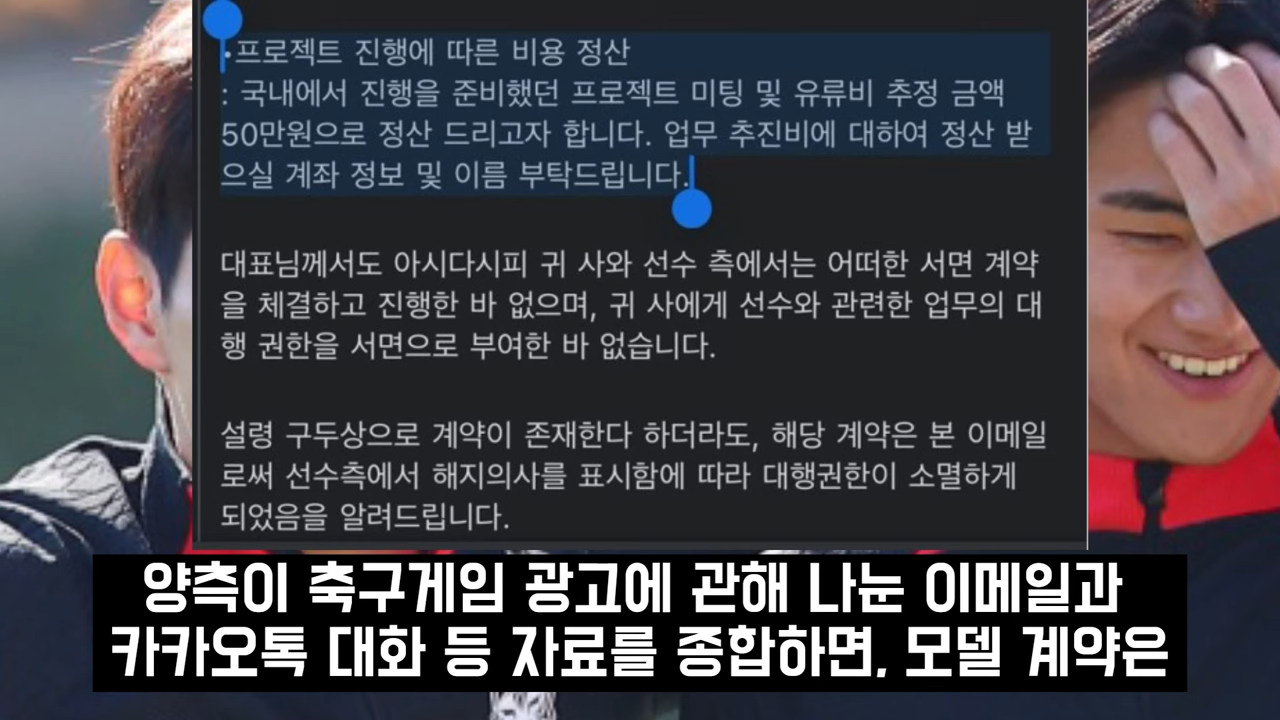 •프로젝트 진행에 따른 비용 정산
: 국내에서 진행을 준비했던 프로젝트 미팅 및 유류비 추정 금액
50만원으로 정산 드리고자 합니다. 업무 추진비에 대하여 정산 받
으실 계좌 정보 및 이름 부탁드립니다.
대표님께서도 아시다시피 귀 사와 선수 측에서는 어떠한 서면 계약
을 체결하고 진행한 바 없으며, 귀 사에게 선수와 관련한 업무의 대
행 권한을 서면으로 부여한 바 없습니다.
설령 구두상으로 계약이 존재한다 하더라도, 해당 계약은 본 이메일
로써 선수측에서 해지의사를 표시함에 따라 대행권한이 소멸하게
되었음을 알려드립니다.
양측이 축구게임 광고에 관해 나눈 이메일과
카카오톡 대화 등 자료를 종합하면, 모델 계약은